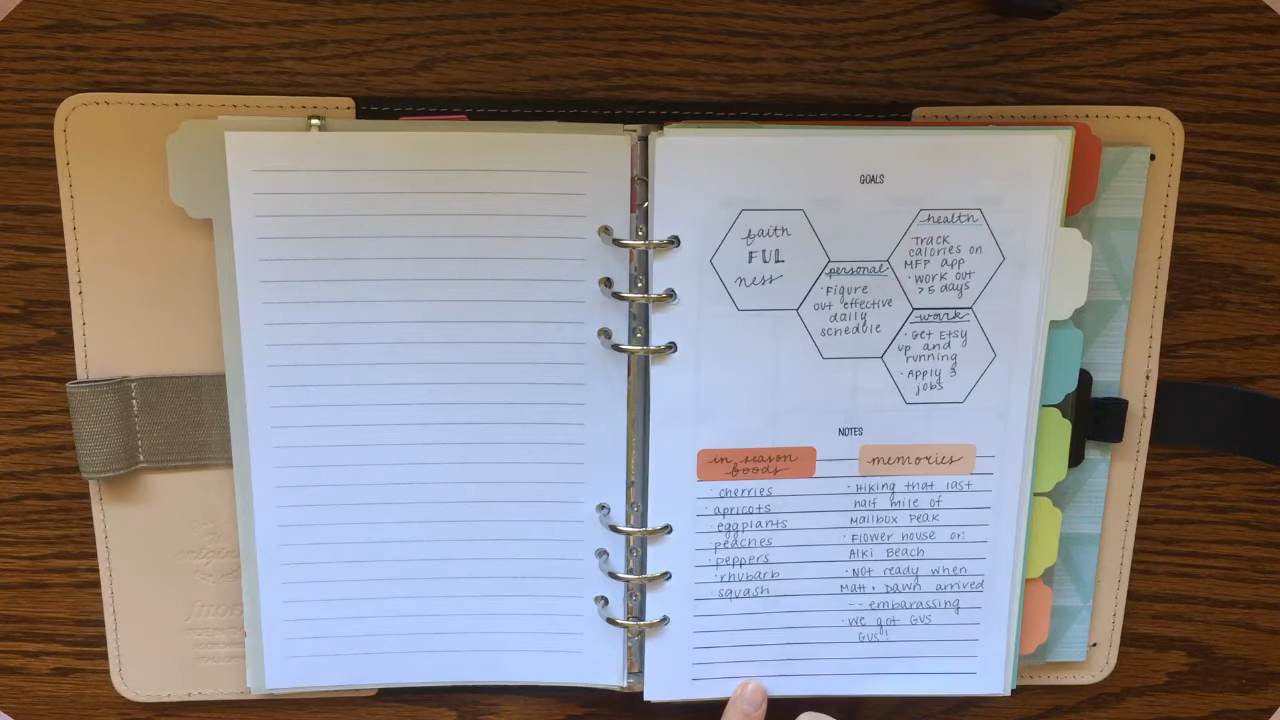 GOALS
faith
FUL
ness
personal
· Figure
out effective
daily
schedule
health
Track
calories on
MFP app
· work out
>5 days
work
· Get Etsy
up and
running
· Apply 3
jobs
NOTES
in season
foods
· cherries
· apricots
· eggplants
· peaches
· peppers
· rhubarb
· squash
memories
· Hiking that last
half mile of
Mailbox Peak
· Flower house on
Alki Beach
· Not ready when
Matt + Dawn arrived
-- embarassing
· We got GUS
GUS!